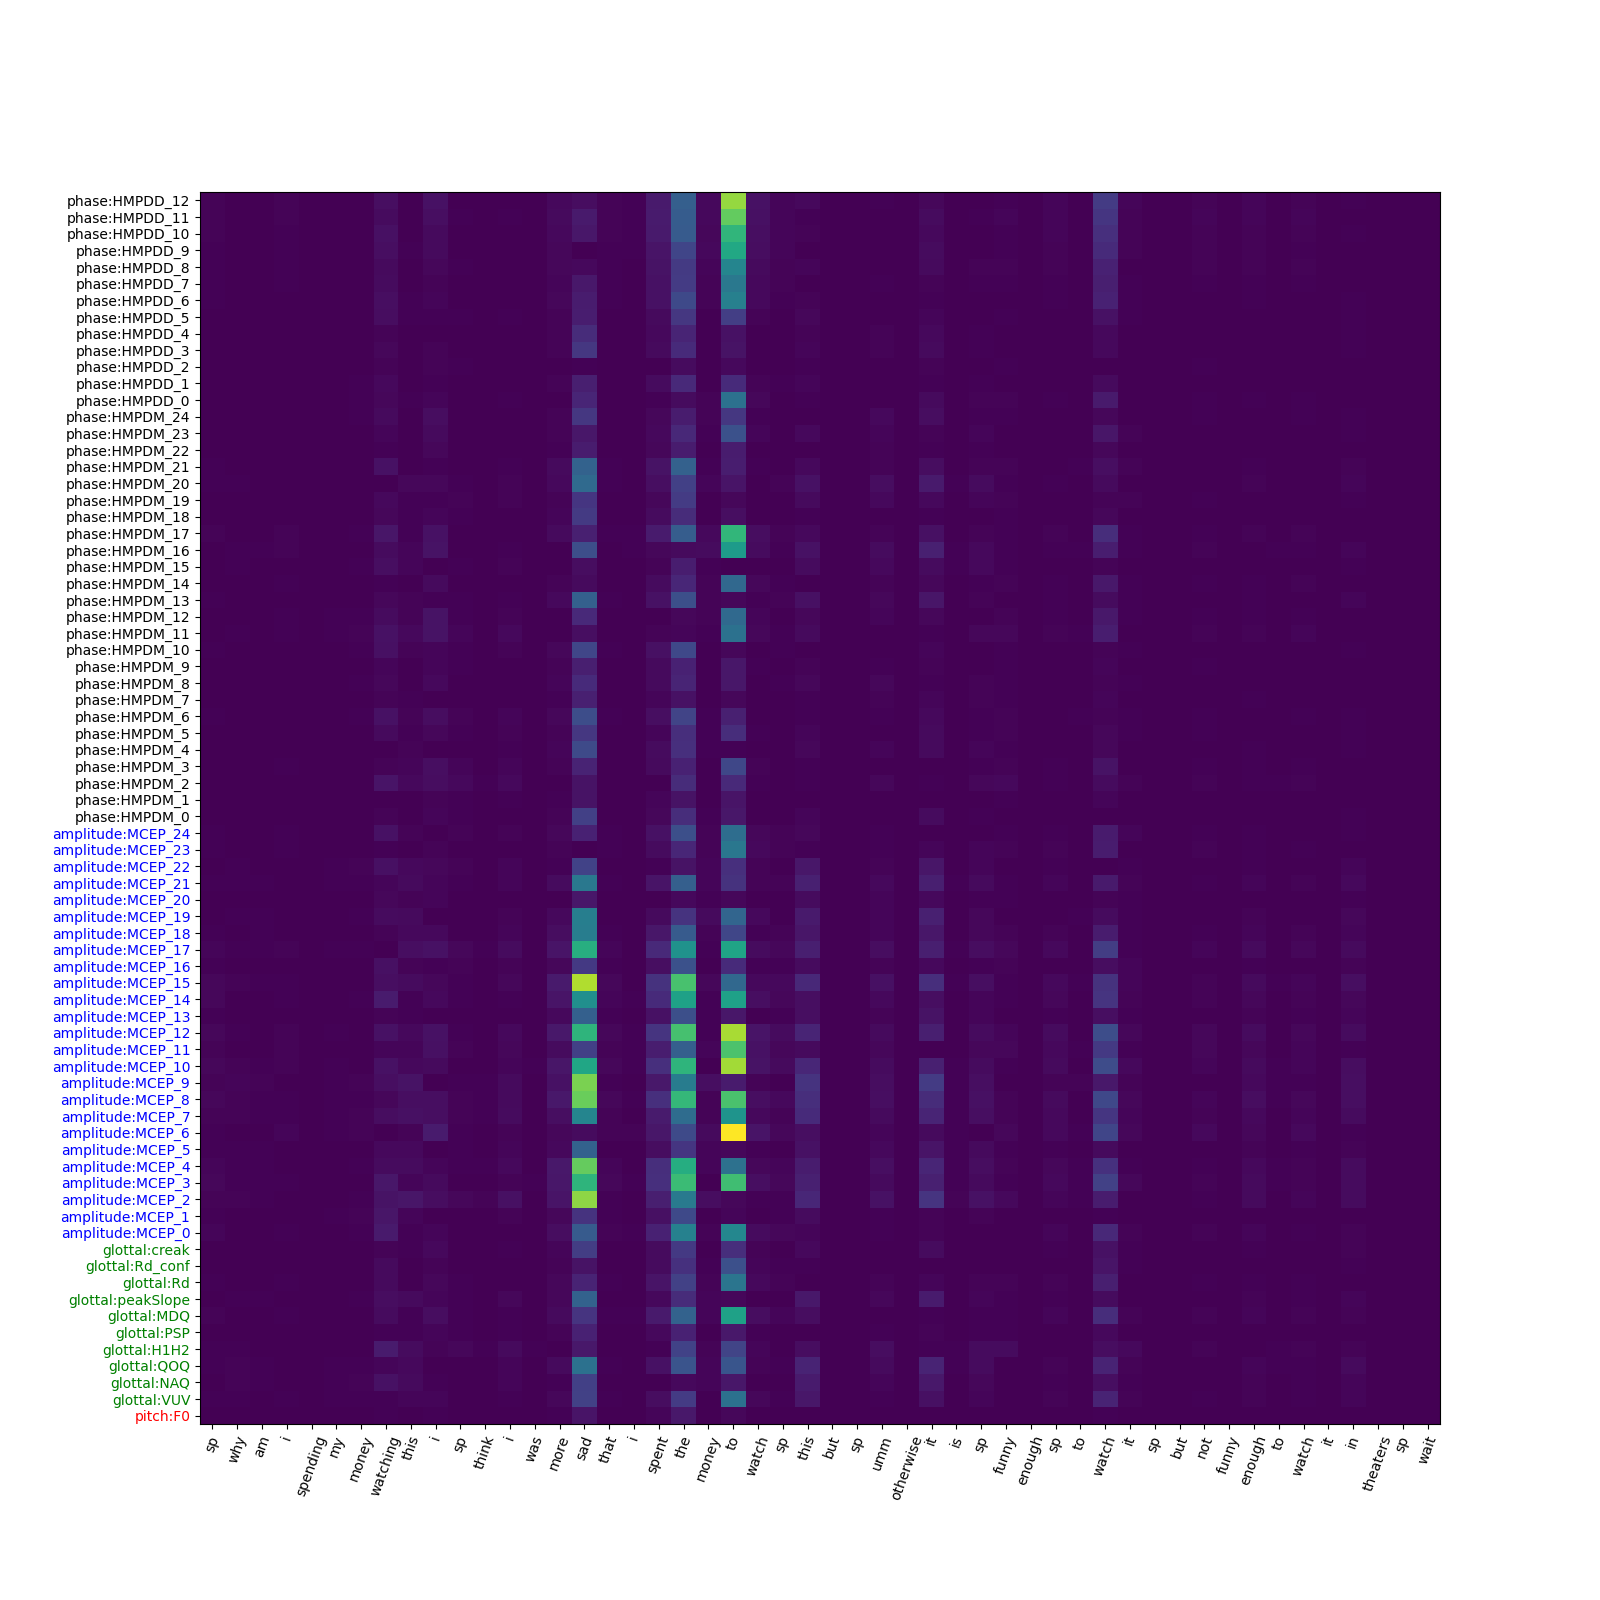 phase:HMPDD_12
phase:HMPDD_11
phase:HMPDD_10
phase:HMPDD_9
phase:HMPDD_8
phase:HMPDD_7
phase:HMPDD_6
phase:HMPDD_5
phase:HMPDD_4
phase:HMPDD_3
phase:HMPDD_2
phase:HMPDD_1
phase:HMPDD_0
phase:HMPDM_24
phase:HMPDM_23
phase:HMPDM_22
phase:HMPDM_21
phase:HMPDM_20
phase:HMPDM_19
phase:HMPDM_18
phase:HMPDM_17
phase:HMPDM_16
phase:HMPDM_15
phase:HMPDM_14
phase:HMPDM_13
phase:HMPDM_12
phase:HMPDM_11
phase:HMPDM_10
phase:HMPDM_9
phase:HMPDM_8
phase:HMPDM_7
phase:HMPDM_6
phase:HMPDM_5
phase:HMPDM_4
phase:HMPDM_3
phase:HMPDM_2
phase:HMPDM_1
phase:HMPDM_0
amplitude:MCEP_24
amplitude:MCEP_23
amplitude:MCEP_22
amplitude:MCEP_21
amplitude:MCEP_20
amplitude:MCEP_19
amplitude:MCEP_18
amplitude:MCEP_17
amplitude:MCEP_16
amplitude:MCEP_15
amplitude:MCEP_14
amplitude:MCEP_13
amplitude:MCEP_12
amplitude:MCEP_11
amplitude:MCEP_10
amplitude:MCEP_9
amplitude:MCEP_8
amplitude:MCEP_7
amplitude:MCEP_6
amplitude:MCEP_5
amplitude:MCEP_4
amplitude:MCEP_3
amplitude:MCEP_2
amplitude:MCEP_1
amplitude:MCEP_0
glottal:creak
glottal:Rd_conf
glottal:Rd
glottal:peakSlope
glottal:MDQ
glottal:PSP
glottal:H1H2
glottal:QOQ
glottal:NAQ
glottal:VUV
pitch:F0
sp why am i spending my money watching this i sp think i was more sad that i spent the money to watch sp this but sp umm otherwise it is sp funny enough sp to watch it sp but not funny enough to watch it in theaters sp wait